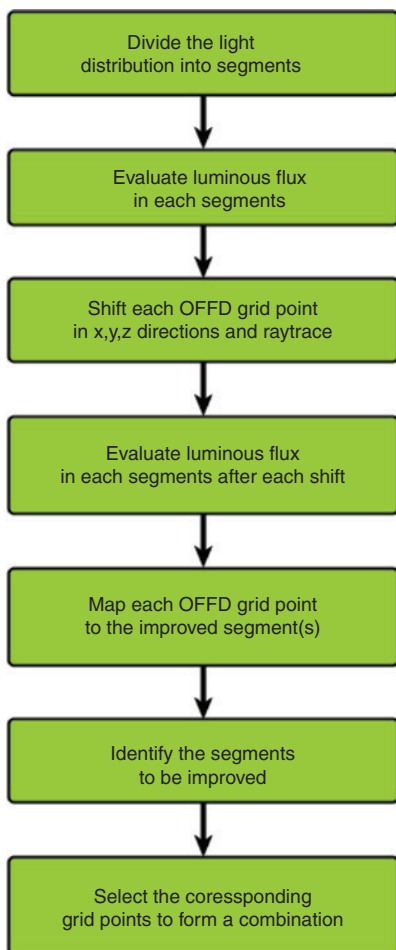 Divide the light
distribution into segments
Evaluate luminous flux
in each segments
Shift each OFFD grid point
in x,y,z directions and raytrace
Evaluate luminous flux
in each segments after each shift
Map each OFFD grid point
to the improved segment(s)
Identify the segments
to be improved
Select the coressponding
grid points to form a combination